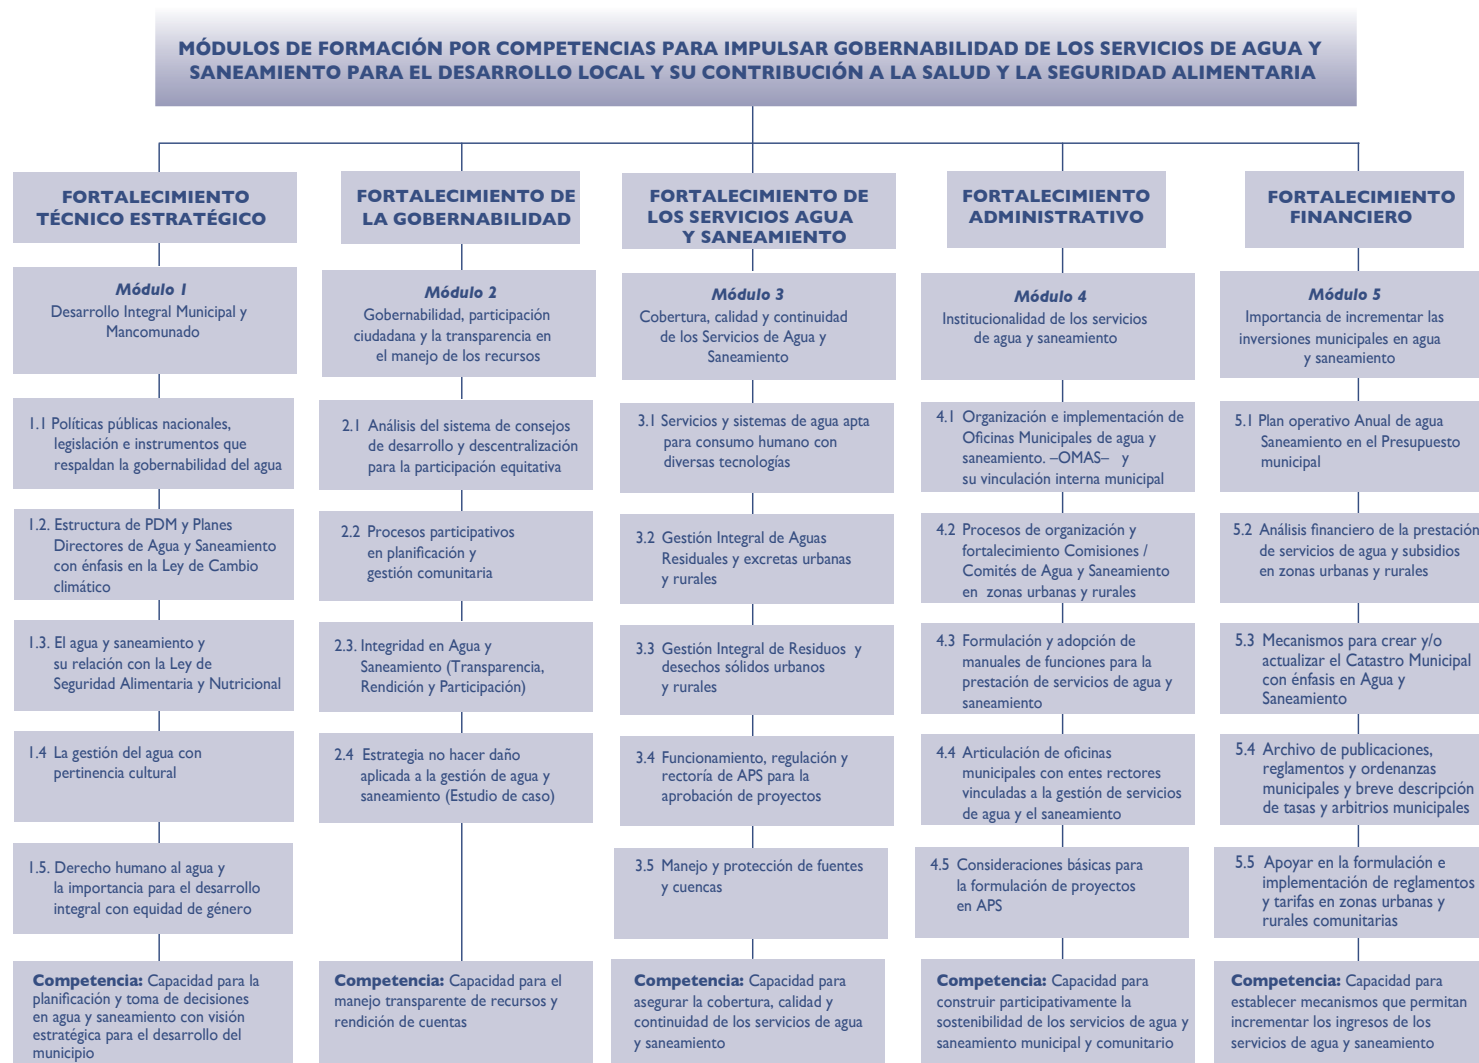 MÓDULOS DE FORMACIÓN POR COMPETENCIAS PARA IMPULSAR GOBERNABILIDAD DE LOS SERVICIOS DE AGUA Y
SANEAMIENTO PARA EL DESARROLLO LOCAL Y SU CONTRIBUCIÓN A LA SALUD Y LA SEGURIDAD ALIMENTARIA
FORTALECIMIENTO
TÉCNICO ESTRATÉGICO
Módulo 1
Desarrollo Integral Municipal y
Mancomunado
1.1 Políticas públicas nacionales,
legislación e instrumentos que
respaldan la gobernabilidad del agua
1.2. Estructura de PDM y Planes
Directores de Agua y Saneamiento
con énfasis en la Ley de Cambio
climático
1.3. El agua y saneamiento y
su relación con la Ley de
Seguridad Alimentaria y Nutricional
1.4 La gestión del agua con
pertinencia cultural
1.5. Derecho humano al agua y
la importancia para el desarrollo
integral con equidad de género
Competencia: Capacidad para la
planificación y toma de decisiones
en agua y saneamiento con visión
estratégica para el desarrollo del
municipio
FORTALECIMIENTO DE
LA GOBERNABILIDAD
Módulo 2
Gobernabilidad, participación
ciudadana y la transparencia en
el manejo de los recursos
2.1 Análisis del sistema de consejos
de desarrollo y descentralización
para la participación equitativa
2.2 Procesos participativos
en planificación y
gestión comunitaria
2.3. Integridad en Agua y
Saneamiento (Transparencia,
Rendición y Participación)
2.4 Estrategia no hacer daño
aplicada a la gestión de agua y
saneamiento (Estudio de caso)
Competencia: Capacidad para el
manejo transparente de recursos y
rendición de cuentas
FORTALECIMIENTO DE
LOS SERVICIOS AGUA
Y SANEAMIENTO
Módulo 3
Cobertura, calidad y continuidad
de los Servicios de Agua y
Saneamiento
3.1 Servicios y sistemas de agua apta
para consumo humano con
diversas tecnologías
3.2 Gestión Integral de Aguas
Residuales y excretas urbanas
y rurales
3.3 Gestión Integral de Residuos y
desechos sólidos urbanos
y rurales
3.4 Funcionamiento, regulación y
rectoría de APS para la
aprobación de proyectos
3.5 Manejo y protección de fuentes
y cuencas
Competencia: Capacidad para
asegurar la cobertura, calidad y
continuidad de los servicios de agua
y saneamiento
FORTALECIMIENTO
ADMINISTRATIVO
Módulo 4
Institucionalidad de los servicios
de agua y saneamiento
4.1 Organización e implementación de
Oficinas Municipales de agua y
saneamiento. –OMAS– y
su vinculación interna municipal
4.2 Procesos de organización y
fortalecimiento Comisiones /
Comités de Agua y Saneamiento
en zonas urbanas y rurales
4.3 Formulación y adopción de
manuales de funciones para la
prestación de servicios de agua y
saneamiento
4.4 Articulación de oficinas
municipales con entes rectores
vinculadas a la gestión de servicios
de agua y el saneamiento
4.5 Consideraciones básicas para
la formulación de proyectos
en APS
Competencia: Capacidad para
construir participativamente la
sostenibilidad de los servicios de agua y
saneamiento municipal y comunitario
FORTALECIMIENTO
FINANCIERO
Módulo 5
Importancia de incrementar las
inversiones municipales en agua
y saneamiento
5.1 Plan operativo Anual de agua
Saneamiento en el Presupuesto
municipal
5.2 Análisis financiero de la prestación
de servicios de agua y subsidios
en zonas urbanas y rurales
5.3 Mecanismos para crear y/o
actualizar el Catastro Municipal
con énfasis en Agua y
Saneamiento
5.4 Archivo de publicaciones,
reglamentos y ordenanzas
municipales y breve descripción
de tasas y arbitrios municipales
5.5 Apoyar en la formulación e
implementación de reglamentos
y tarifas en zonas urbanas y
rurales comunitarias
Competencia: Capacidad para
establecer mecanismos que permitan
incrementar los ingresos de los
servicios de agua y saneamiento